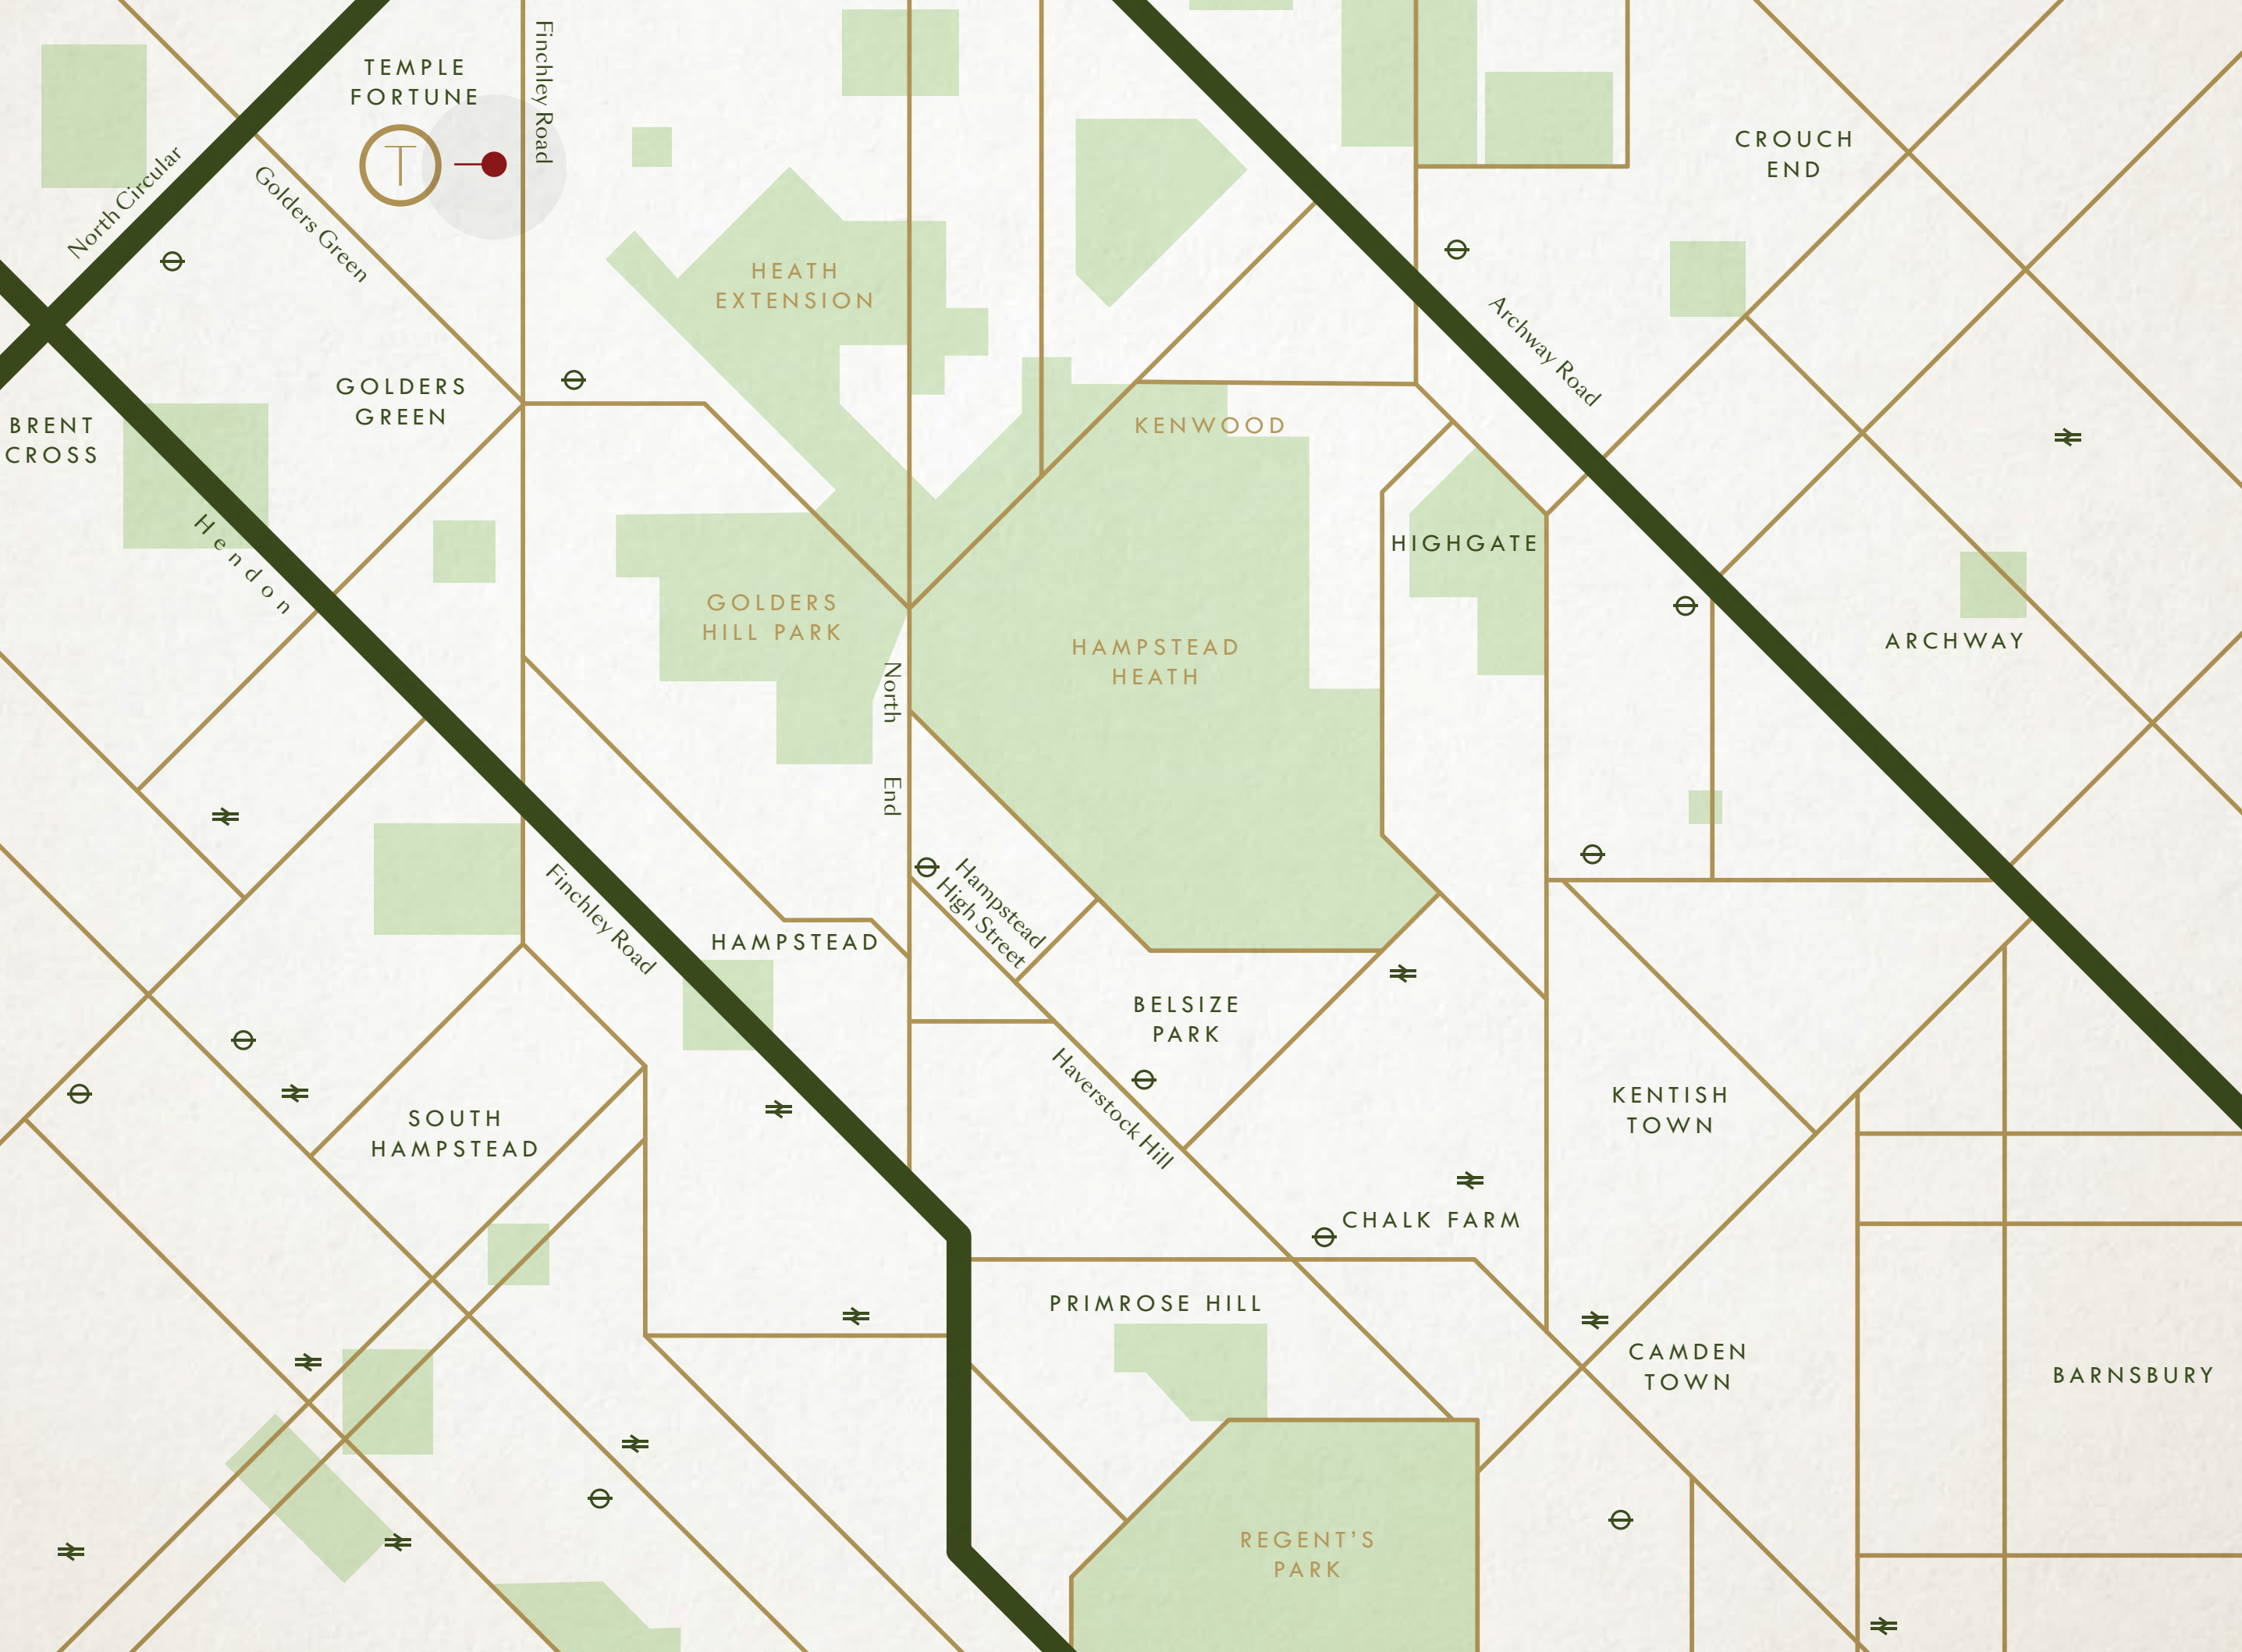 TEMPLE
FORTUNE
T
Finchley Road
North Circular
Golders Green
CROUCH
END
HEATH
EXTENSION
Archway Road
GOLDERS
GREEN
BRENT
CROSS
KENWOOD
Hendon
HIGHGATE
GOLDERS
HILL PARK
HAMPSTEAD
HEATH
ARCHWAY
North End
Hampstead
High Street
Finchley Road
HAMPSTEAD
BELSIZE
PARK
Haverstock Hill
KENTISH
TOWN
SOUTH
HAMPSTEAD
CHALK FARM
PRIMROSE HILL
CAMDEN
TOWN
BARNSBURY
REGENT’S
PARK